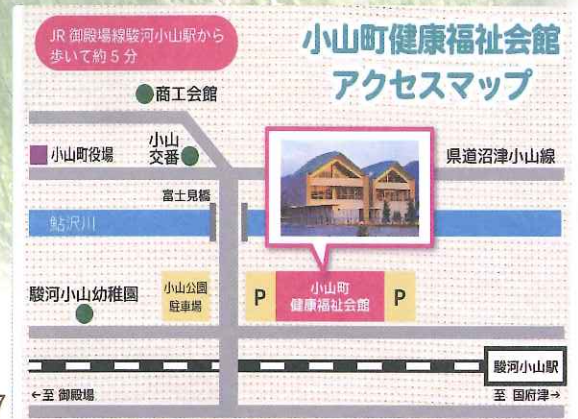 JR 御殿場線駿河小山駅から
歩いて約5分
小山町健康福祉会館
アクセスマップ
商工会館
小山町役場
小山
交番
県道沼津小山線
富士見橋
鮎沢川
駿河小山幼稚園
小山公園
駐車場
P
小山町
健康福祉会館
P
駿河小山駅
←至 御殿場
至 国府津→
7